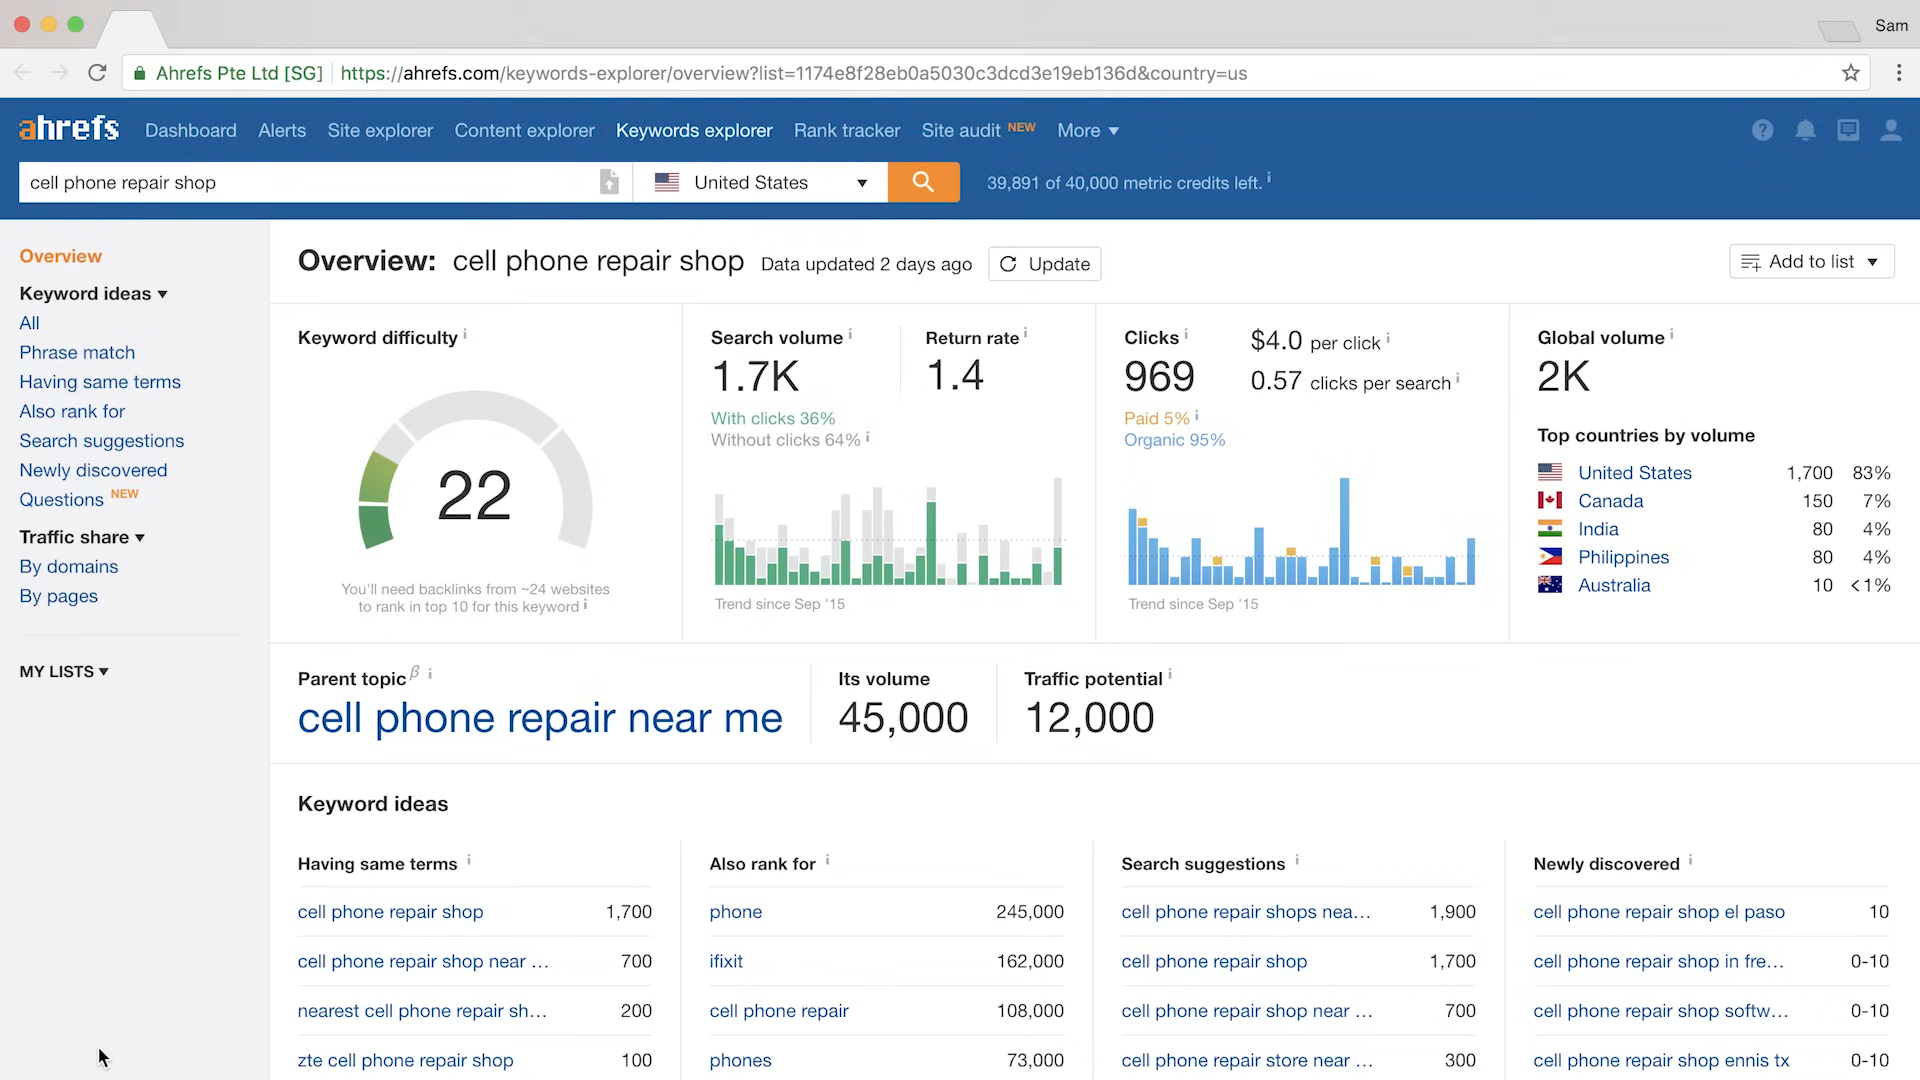 Sam
Ahrefs Pte Ltd [SG] https://ahrefs.com/keywords-explorer/overview?list=1174e8f28eb0a5030c3dcd3e19eb136d&country=us
ahrefs Dashboard Alerts Site explorer Content explorer Keywords explorer Rank tracker Site audit NEW More
cell phone repair shop United States 39,891 of 40,000 metric credits left. i
Overview
Keyword ideas
All
Phrase match
Having same terms
Also rank for
Search suggestions
Newly discovered
Questions NEW
Traffic share
By domains
By pages
MY LISTS
Overview: cell phone repair shop Data updated 2 days ago Update Add to list
Keyword difficulty i
22
You'll need backlinks from ~24 websites
to rank in top 10 for this keyword i
Search volume i
1.7K
With clicks 36%
Without clicks 64% i
Trend since Sep '15
Return rate i
1.4
Clicks i
969
$4.0 per click i
0.57 clicks per search i
Paid 5% i
Organic 95%
Trend since Sep '15
Global volume i
2K
Top countries by volume
United States 1,700 83%
Canada 150 7%
India 80 4%
Philippines 80 4%
Australia 10 <1%
Parent topic β i
cell phone repair near me
Its volume
45,000
Traffic potential i
12,000
Keyword ideas
Having same terms i
cell phone repair shop 1,700
cell phone repair shop near ... 700
nearest cell phone repair sh... 200
zte cell phone repair shop 100
Also rank for i
phone 245,000
ifixit 162,000
cell phone repair 108,000
phones 73,000
Search suggestions i
cell phone repair shops nea... 1,900
cell phone repair shop 1,700
cell phone repair shop near ... 700
cell phone repair store near ... 300
Newly discovered i
cell phone repair shop el paso 10
cell phone repair shop in fre... 0-10
cell phone repair shop softw... 0-10
cell phone repair shop ennis tx 0-10